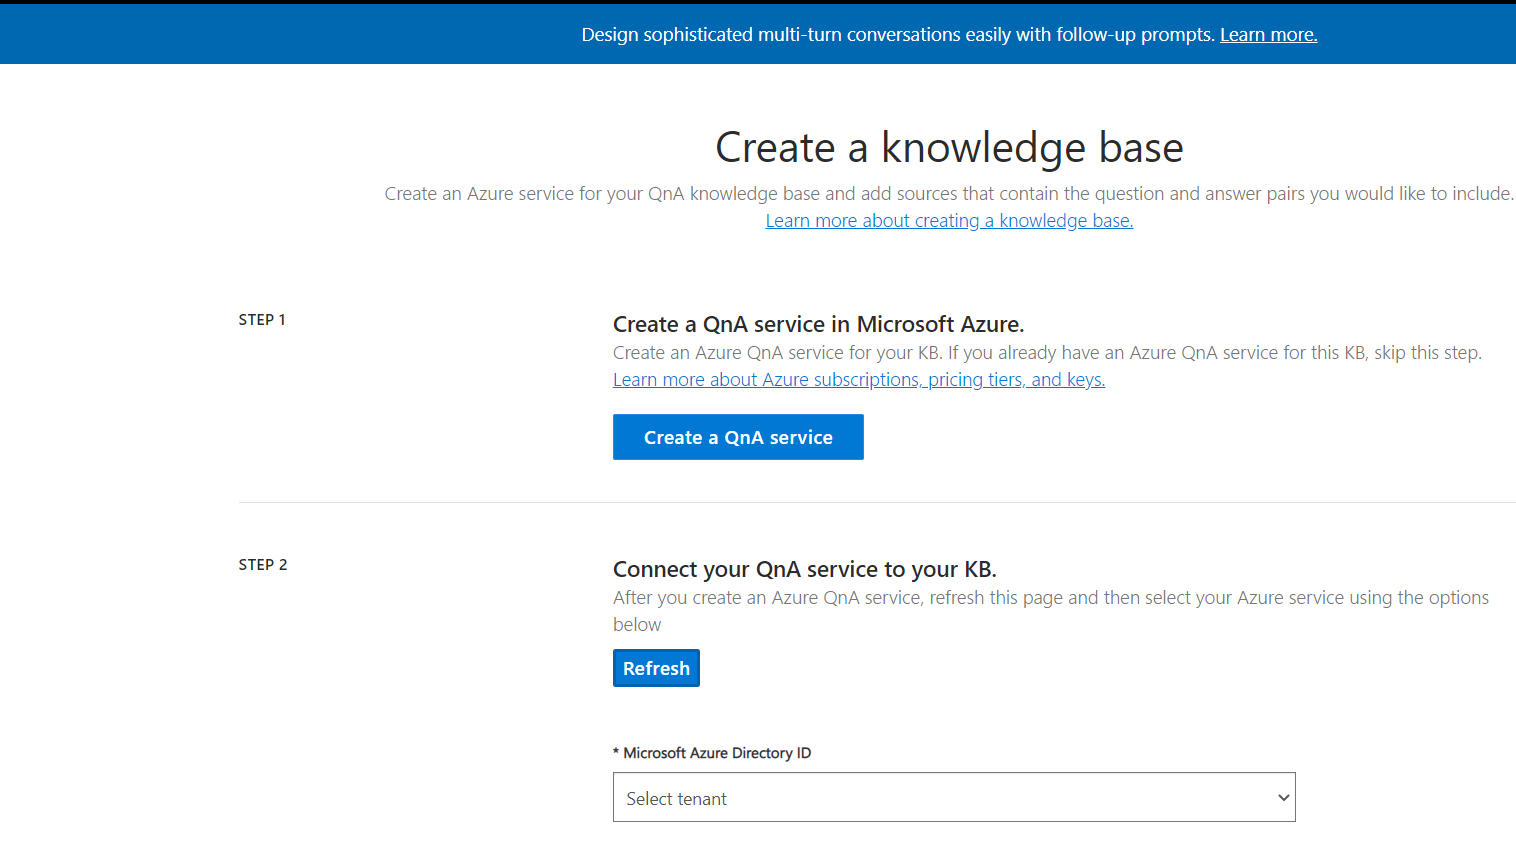 Design sophisticated multi-turn conversations easily with follow-up prompts. Learn more.
Create a knowledge base
Create an Azure service for your QnA knowledge base and add sources that contain the question and answer pairs you would like to include.
Learn more about creating a knowledge base.
STEP 1
Create a QnA service in Microsoft Azure.
Create an Azure QnA service for your KB. If you already have an Azure QnA service for this KB, skip this step.
Learn more about Azure subscriptions, pricing tiers, and keys.
Create a QnA service
STEP 2
Connect your QnA service to your KB.
After you create an Azure QnA service, refresh this page and then select your Azure service using the options
below
Refresh
* Microsoft Azure Directory ID
Select tenant